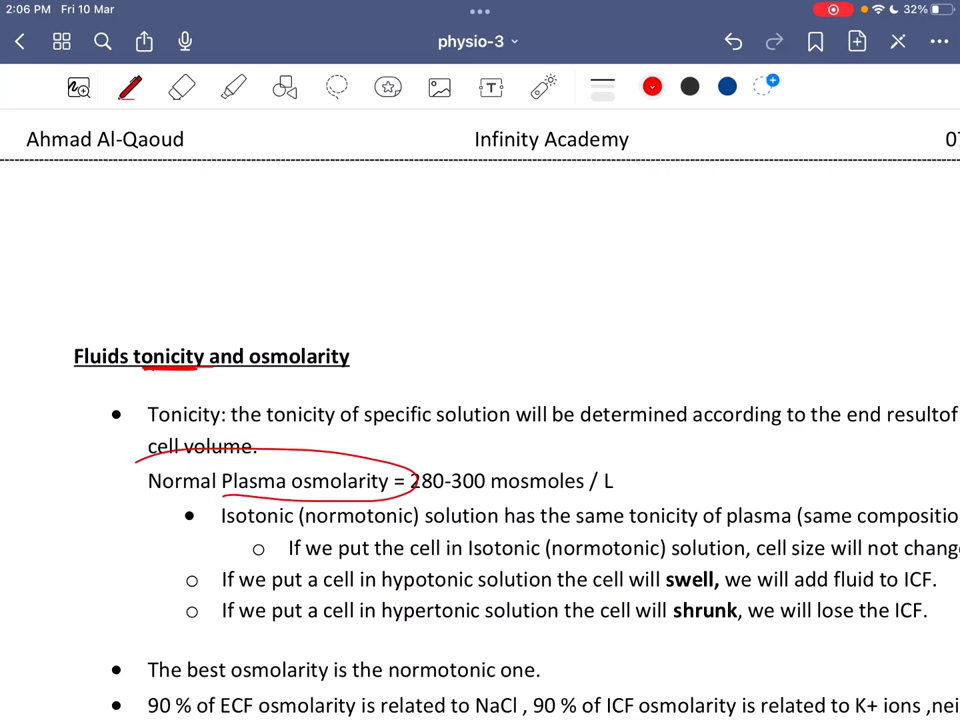 2:06 PM Fri 10 Mar
32%
physio-3
T
Ahmad Al-Qaoud Infinity Academy 07
Fluids tonicity and osmolarity
• Tonicity: the tonicity of specific solution will be determined according to the end resultof
cell volume.
Normal Plasma osmolarity = 280-300 mosmoles / L
• Isotonic (normotonic) solution has the same tonicity of plasma (same compositio
o If we put the cell in Isotonic (normotonic) solution, cell size will not change
o If we put a cell in hypotonic solution the cell will swell, we will add fluid to ICF.
o If we put a cell in hypertonic solution the cell will shrunk, we will lose the ICF.
• The best osmolarity is the normotonic one.
• 90 % of ECF osmolarity is related to NaCl , 90 % of ICF osmolarity is related to K+ ions ,nei